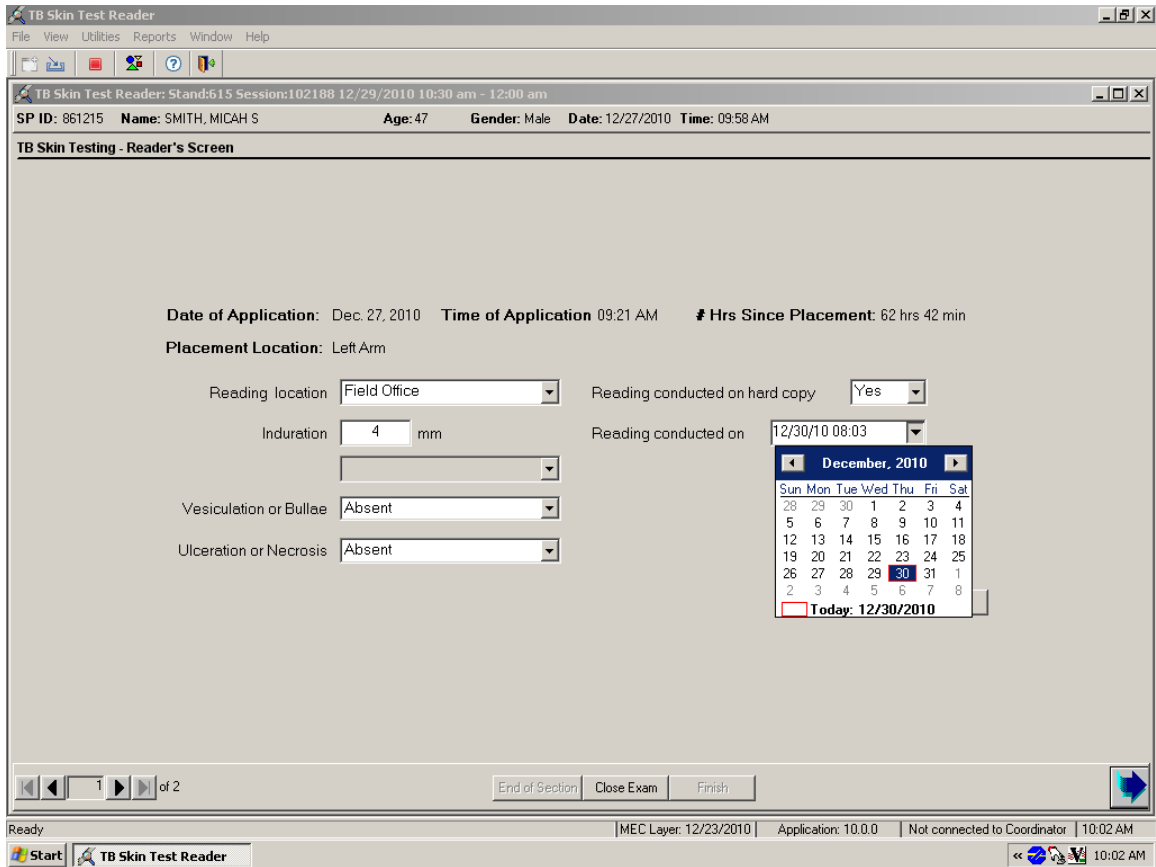 TB Skin Test Reader
File View Utilities Reports Window Help
TB Skin Test Reader: Stand:615 Session:102188 12/29/2010 10:30 am - 12:00 am
SP ID: 861215 Name: SMITH, MICAH S Age: 47 Gender: Male Date: 12/27/2010 Time: 09:58 AM
TB Skin Testing - Reader's Screen
Date of Application: Dec. 27, 2010 Time of Application 09:21 AM # Hrs Since Placement: 62 hrs 42 min
Placement Location: Left Arm
Reading location Field Office Reading conducted on hard copy Yes
Induration 4 mm Reading conducted on 12/30/10 08:03
December, 2010
Sun Mon Tue Wed Thu Fri Sat
28 29 30 1 2 3 4
Vesiculation or Bullae Absent
5 6 7 8 9 10 11
12 13 14 15 16 17 18
Ulceration or Necrosis Absent
19 20 21 22 23 24 25
26 27 28 29 30 31 1
2 3 4 5 6 7 8
Today: 12/30/2010
1 of 2 End of Section Close Exam Finish
Ready MEC Layer: 12/23/2010 Application: 10.0.0 Not connected to Coordinator 10:02 AM
Start TB Skin Test Reader « 10:02 AM